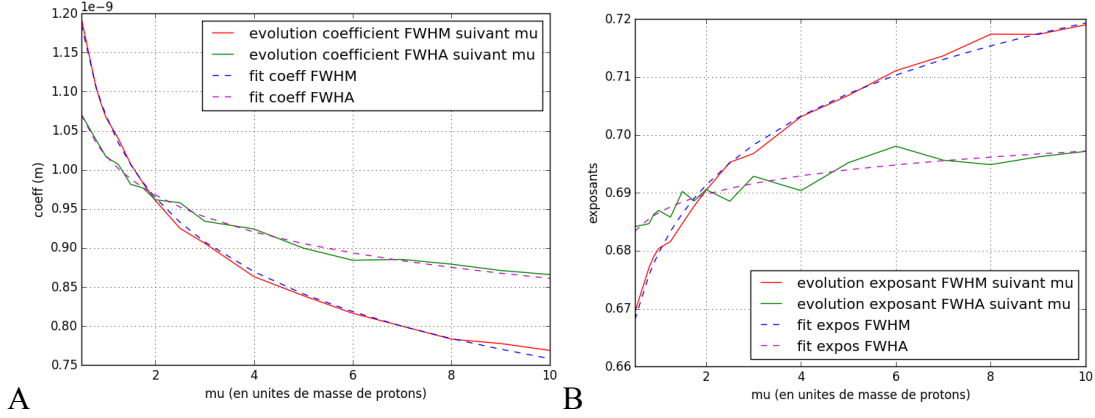 1e−9
1.20
1.15
1.10
1.05
1.00
0.95
0.90
0.85
0.80
0.75
coeff (m)
evolution coefficient FWHM suivant mu
evolution coefficient FWHA suivant mu
fit coeff FWHM
fit coeff FWHA
2
4
6
8
10
mu (en unites de masse de protons)
A
0.72
0.71
0.70
0.69
0.68
0.67
0.66
exposants
evolution exposant FWHM suivant mu
evolution exposant FWHA suivant mu
fit expos FWHM
fit expos FWHA
2
4
6
8
10
mu (en unites de masse de protons)
B